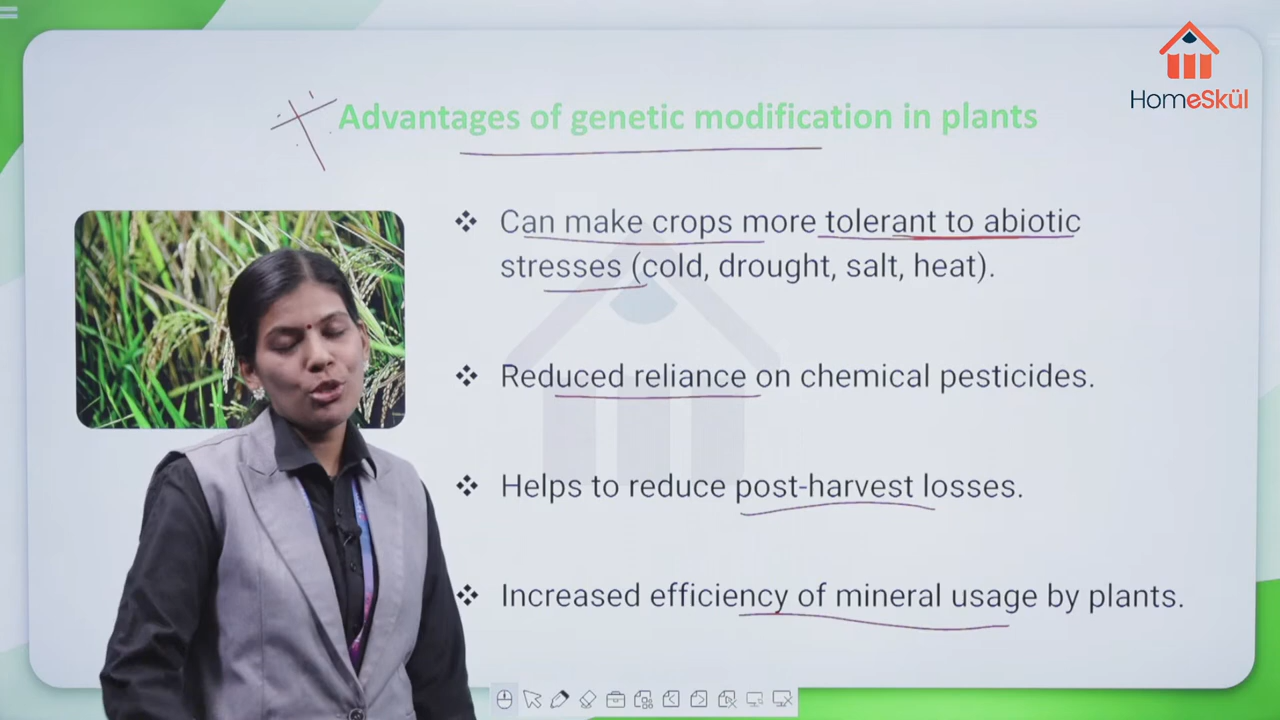 HomeSkül
Advantages of genetic modification in plants
❖ Can make crops more tolerant to abiotic
stresses (cold, drought, salt, heat).
❖ Reduced reliance on chemical pesticides.
❖ Helps to reduce post-harvest losses.
❖ Increased efficiency of mineral usage by plants.